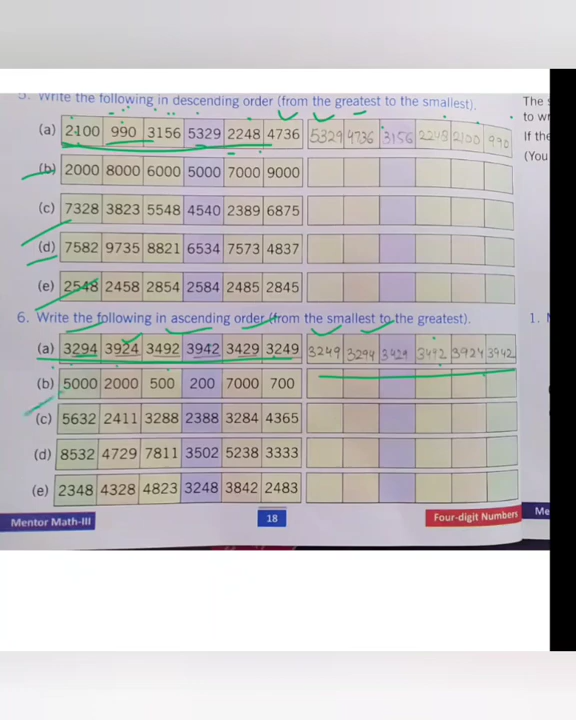 5. Write the following in descending order (from the greatest to the smallest).
(a) 2100 990 3156 5329 2248 4736 5329 4736 3156 2248 2100 990
(b) 2000 8000 6000 5000 7000 9000
(c) 7328 3823 5548 4540 2389 6875
(d) 7582 9735 8821 6534 7573 4837
(e) 2548 2458 2854 2584 2485 2845
6. Write the following in ascending order (from the smallest to the greatest).
(a) 3294 3924 3492 3942 3429 3249 3249 3294 3429 3492 3924 3942
(b) 5000 2000 500 200 7000 700
(c) 5632 2411 3288 2388 3284 4365
(d) 8532 4729 7811 3502 5238 3333
(e) 2348 4328 4823 3248 3842 2483
Mentor Math-III 18 Four-digit Numbers
The
to
If the
(You
1.
Me